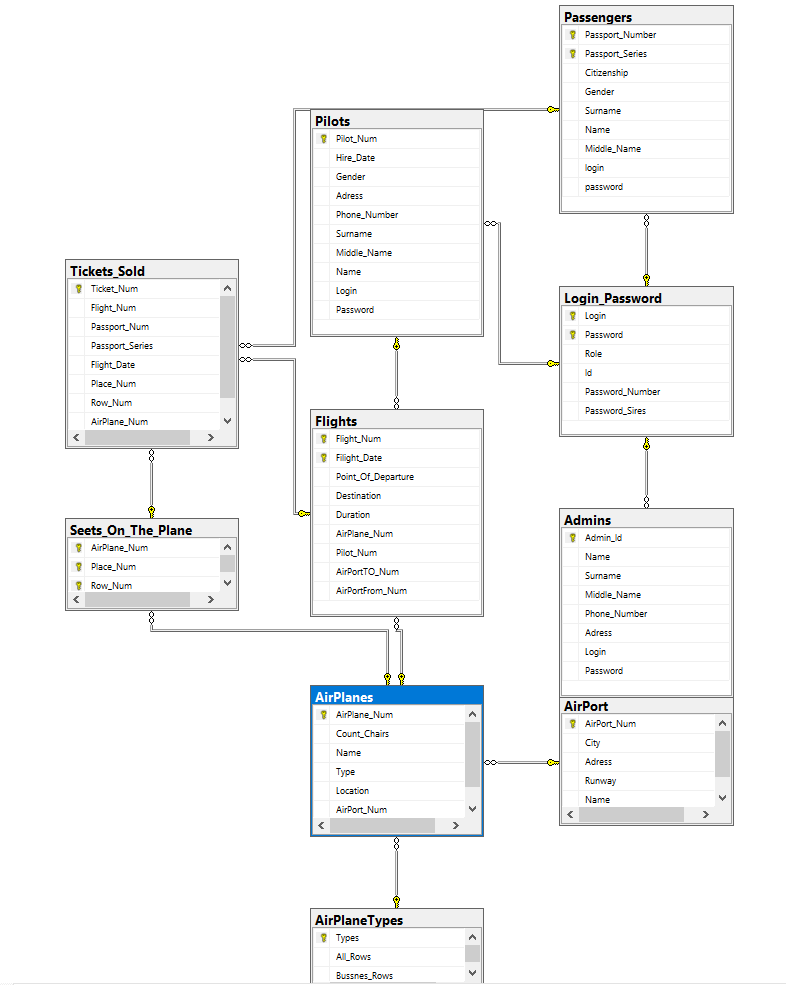 Passengers
Passport_Number
Passport_Series
Citizenship
Gender
Surname
Name
Middle_Name
login
password
Pilots
Pilot_Num
Hire_Date
Gender
Adress
Phone_Number
Surname
Middle_Name
Name
Login
Password
Tickets_Sold
Ticket_Num
Flight_Num
Passport_Num
Passport_Series
Flight_Date
Place_Num
Row_Num
AirPlane_Num
Login_Password
Login
Password
Role
Id
Password_Number
Password_Sires
Flights
Flight_Num
Filight_Date
Point_Of_Departure
Destination
Duration
AirPlane_Num
Pilot_Num
AirPortTO_Num
AirPortFrom_Num
Seets_On_The_Plane
AirPlane_Num
Place_Num
Row_Num
Admins
Admin_Id
Name
Surname
Middle_Name
Phone_Number
Adress
Login
Password
AirPlanes
AirPlane_Num
Count_Chairs
Name
Type
Location
AirPort_Num
AirPort
AirPort_Num
City
Adress
Runway
Name
AirPlaneTypes
Types
All_Rows
Bussnes_Rows